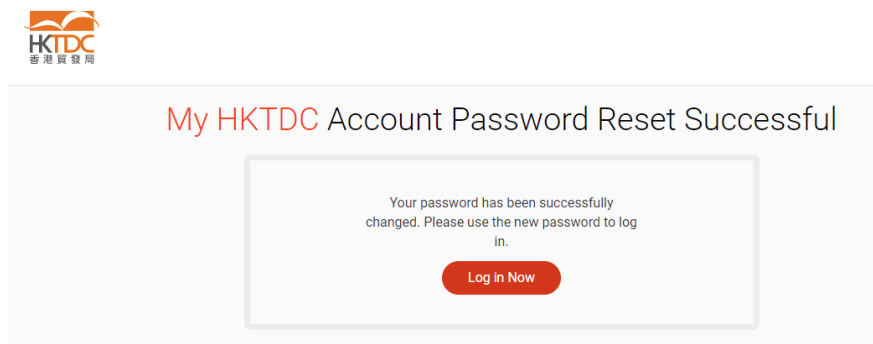 HKTDC
香港貿發局
My HKTDC Account Password Reset Successful
Your password has been successfully
changed. Please use the new password to log
in.
Log in Now